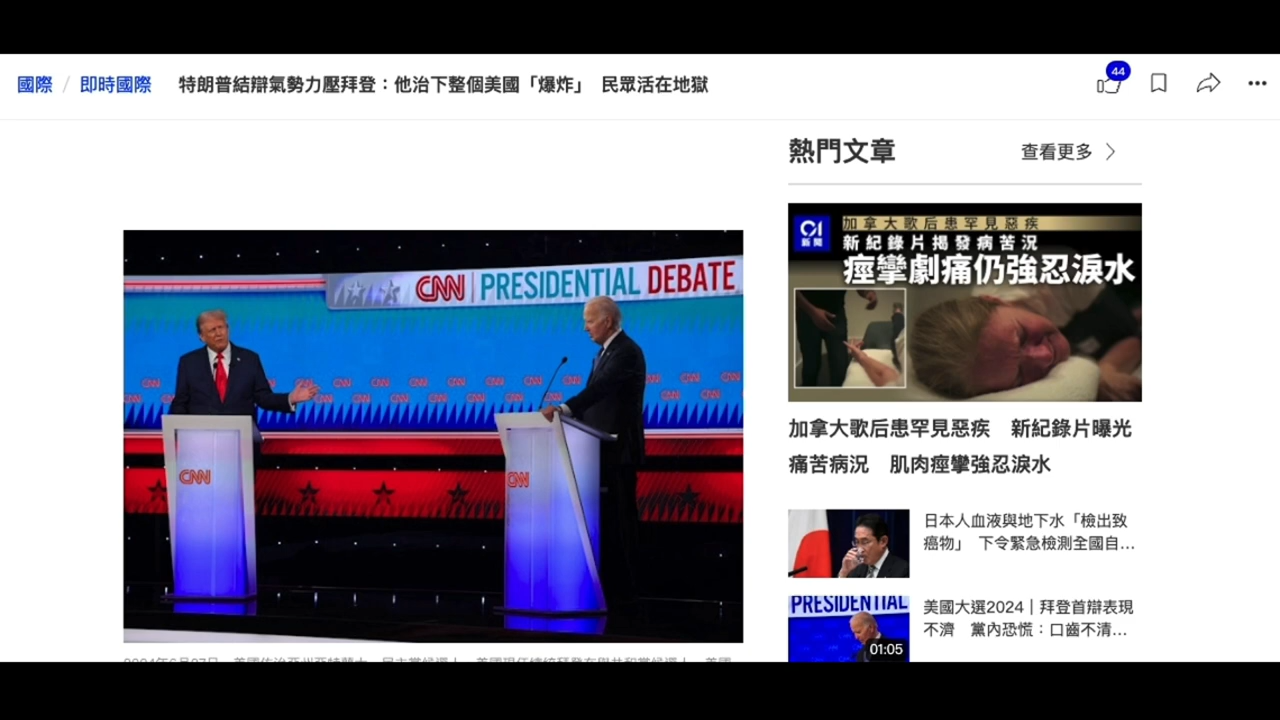 國際 / 即時國際 特朗普結辯氣勢力壓拜登：他治下整個美國「爆炸」 民眾活在地獄
44
熱門文章
查看更多
CNN PRESIDENTIAL DEBATE
CNN
CNN
01
新聞
加拿大歌后患罕見惡疾
新紀錄片揭發病苦況
痙攣劇痛仍強忍淚水
加拿大歌后患罕見惡疾 新紀錄片曝光
痛苦病況 肌肉痙攣強忍淚水
日本人血液與地下水「檢出致
癌物」 下令緊急檢測全國自…
PRESIDENTIAL
01:05
美國大選2024｜拜登首辯表現
不濟 黨內恐慌：口齒不清…